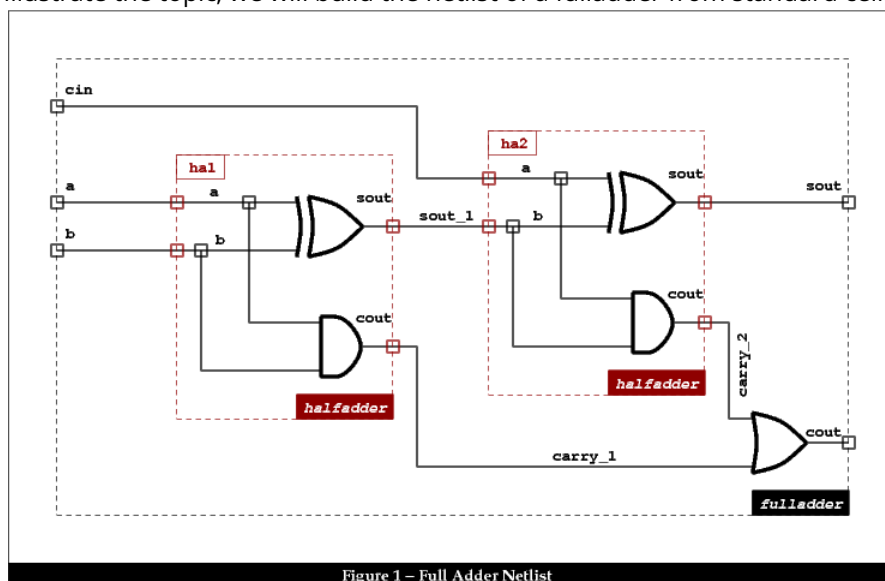 illustrate the topic, we will build the netlist of a fulladder from standard cell
cin
ha2
ha1
a
sout
sout
a
a
sout
b
b
sout_1
b
cout
cout
carry_2
halfadder
halfadder
cout
carry_1
fulladder
Figure 1 – Full Adder Netlist